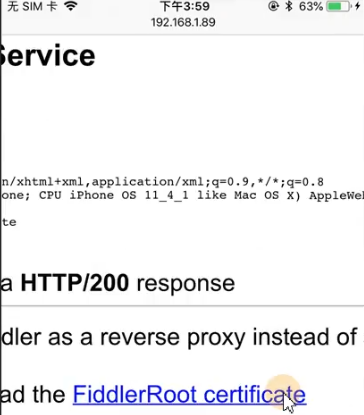 无 SIM 卡 下午3:59 63%
192.168.1.89
Service
n/xhtml+xml,application/xml;q=0.9,*/*;q=0.8
one; CPU iPhone OS 11_4_1 like Mac OS X) AppleWe
te
a HTTP/200 response
dler as a reverse proxy instead of
ad the FiddlerRoot certificate